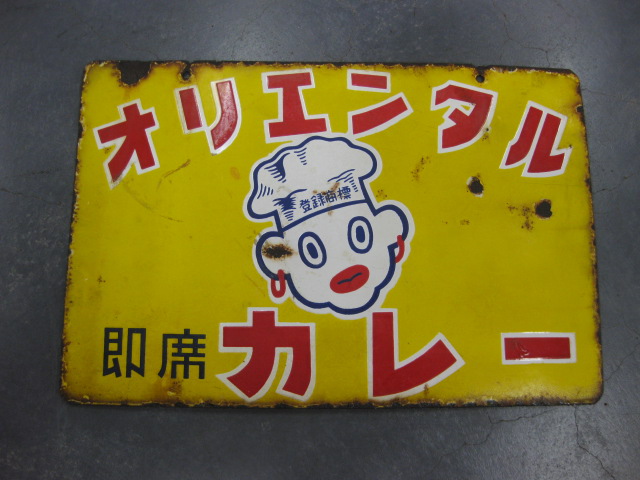 オリエンタル
登録商標
即席 カレー